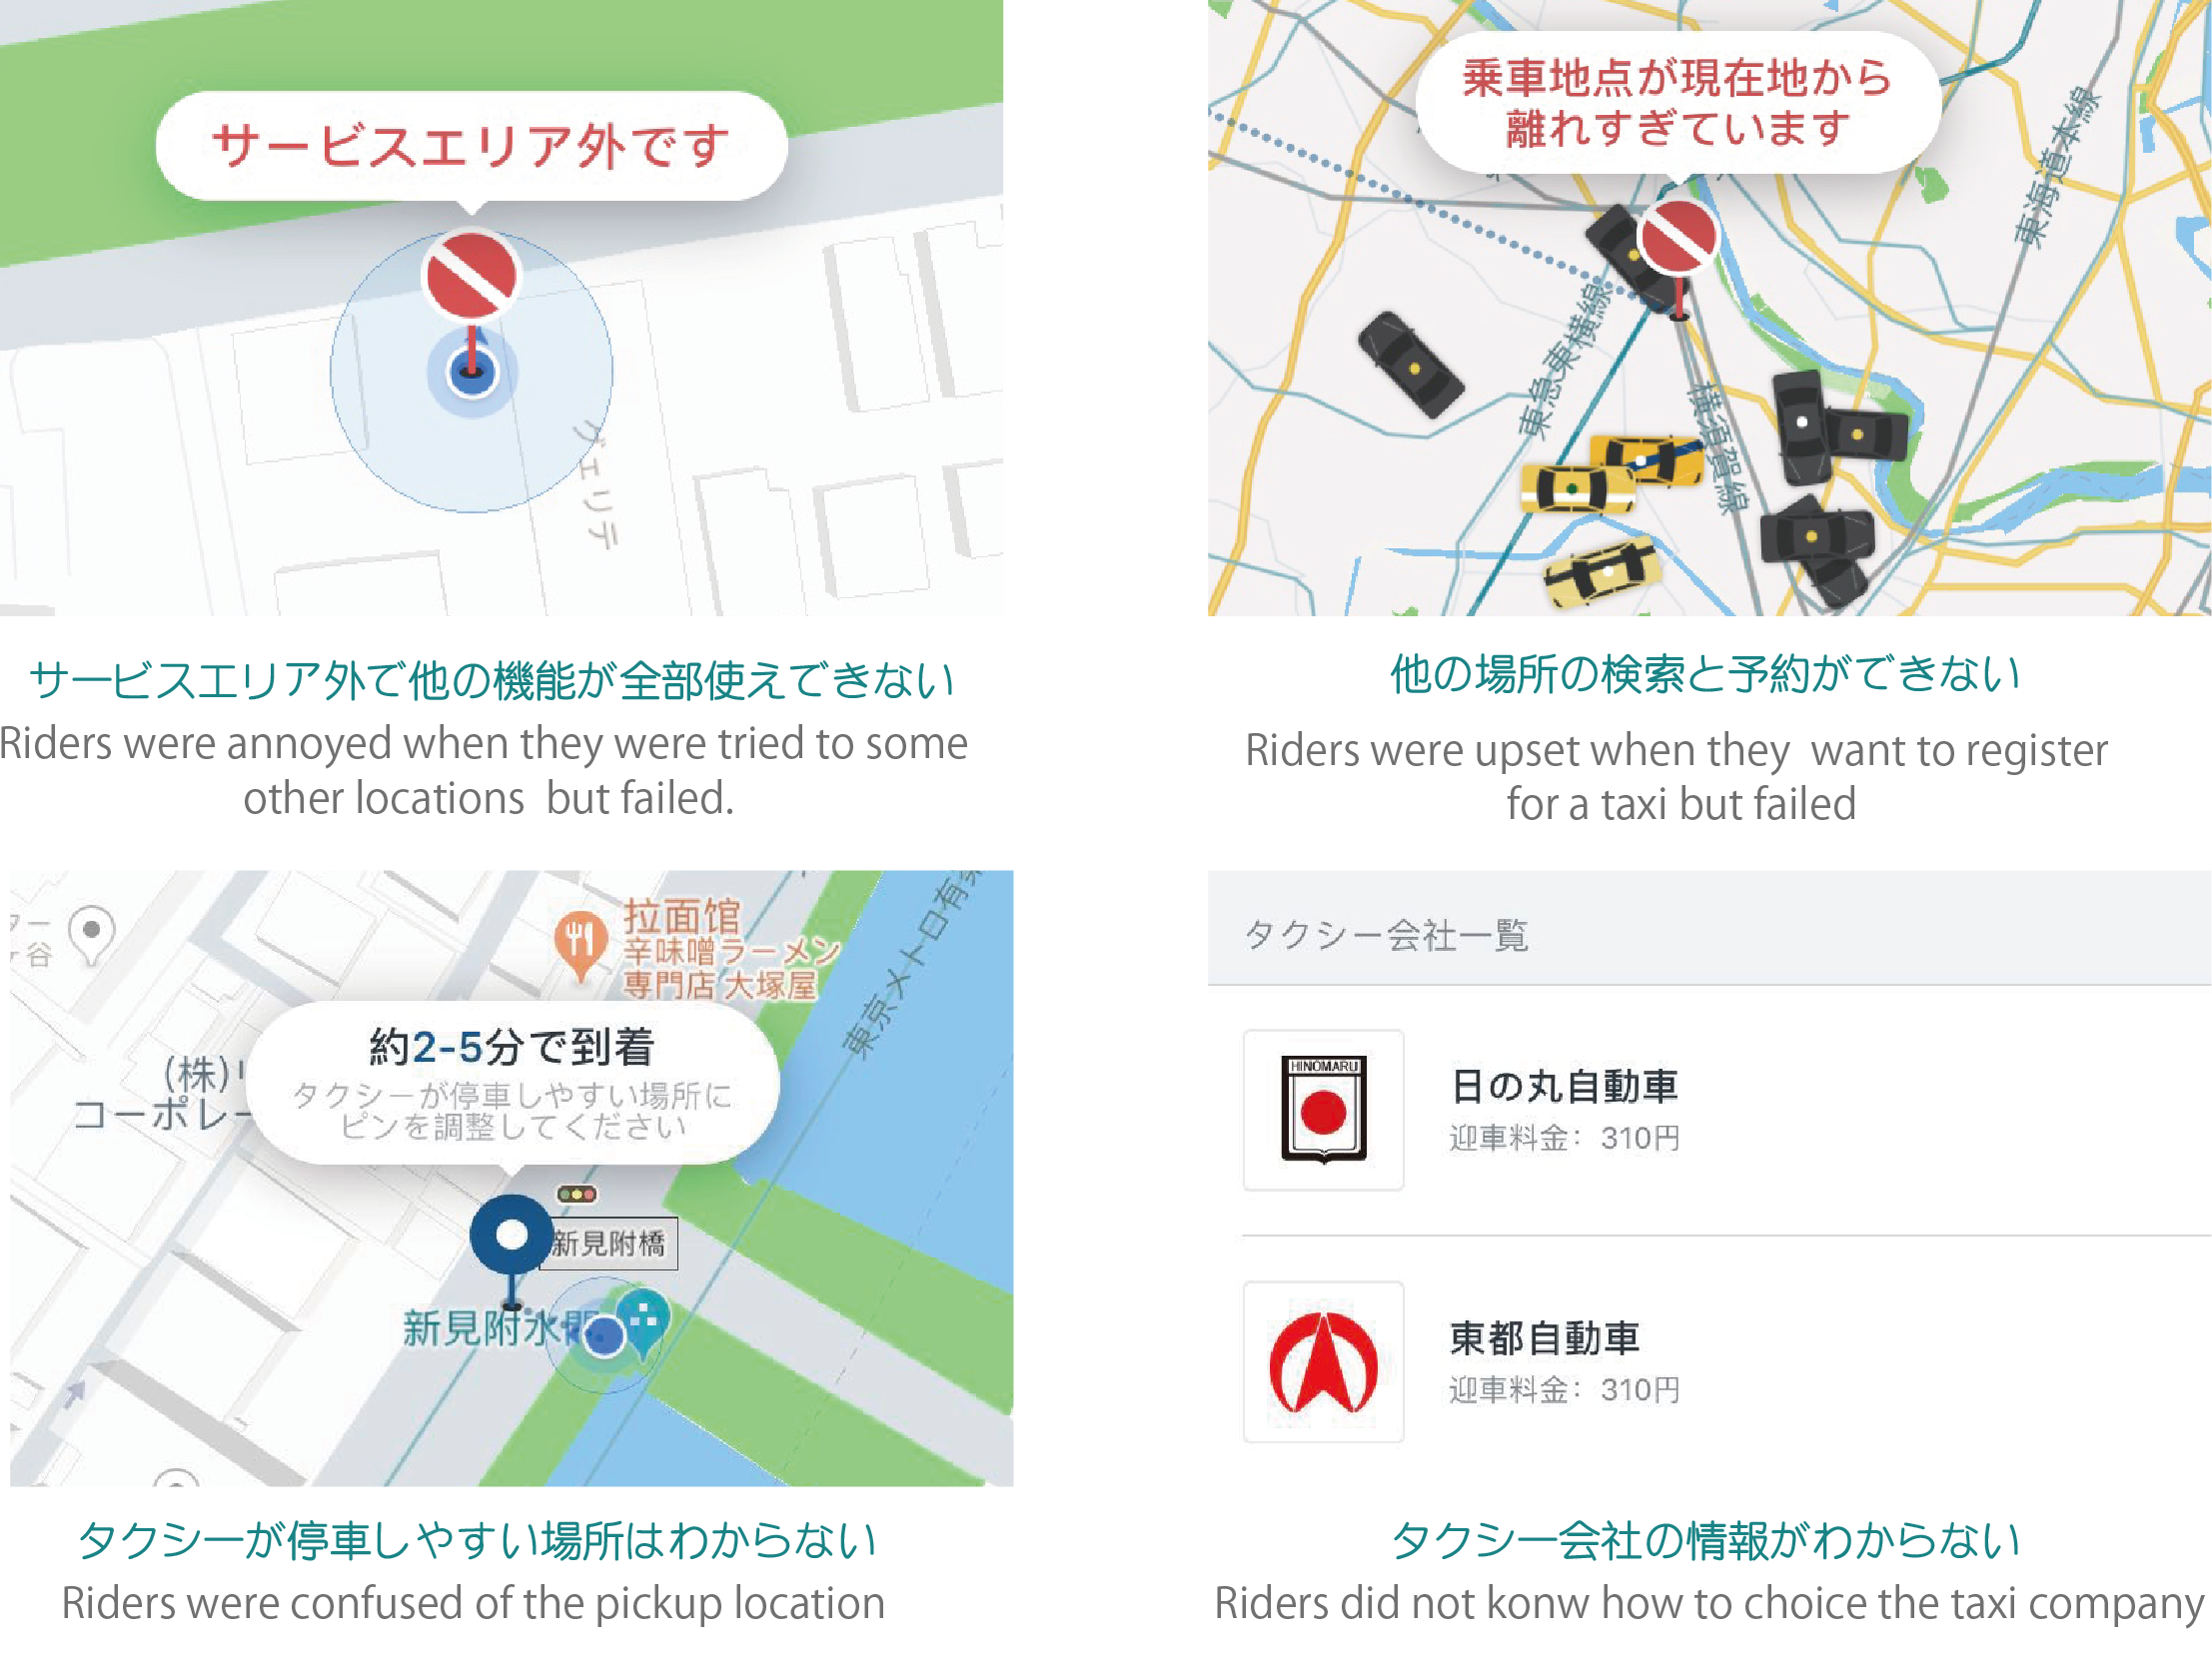 サービスエリア外です
グェリテ
サービスエリア外で他の機能が全部使えできない
Riders were annoyed when they were tried to some
other locations but failed.
乗車地点が現在地から
離れすぎています
東海道本線
東急東横線
横須賀線
他の場所の検索と予約ができない
Riders were upset when they want to register
for a taxi but failed
ター
谷
拉面馆
辛味噌ラーメン
専門店 大塚屋
東京メトロ有
(株)リ
コーポレー
約2-5分で到着
タクシーが停車しやすい場所に
ピンを調整してください
新見附橋
新見附水
タクシーが停車しやすい場所はわからない
Riders were confused of the pickup location
タクシー会社一覧
HINOMARU
日の丸自動車
迎車料金：310円
東都自動車
迎車料金：310円
タクシー会社の情報がわからない
Riders did not konw how to choice the taxi company